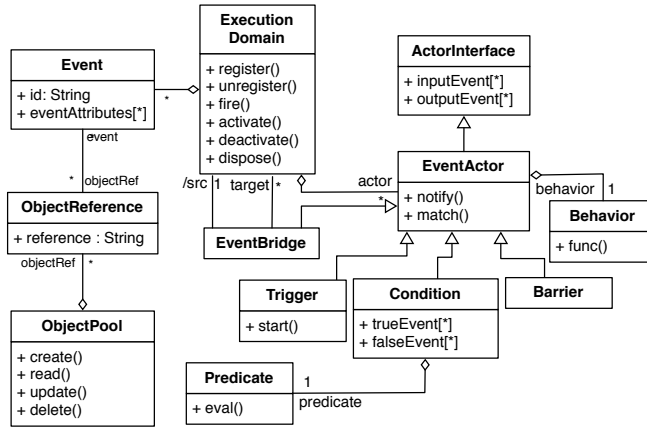 Execution
Domain
+ register()
+ unregister()
+ fire()
+ activate()
+ deactivate()
+ dispose()
Event
+ id: String
+ eventAttributes[*]
*
event
* objectRef
ObjectReference
+ reference : String
objectRef *
ObjectPool
+ create()
+ read()
+ update()
+ delete()
/src 1
target *
actor
*
EventBridge
ActorInterface
+ inputEvent[*]
+ outputEvent[*]
EventActor
+ notify()
+ match()
behavior 1
Behavior
+ func()
Trigger
+ start()
Condition
+ trueEvent[*]
+ falseEvent[*]
Barrier
Predicate
+ eval()
1
predicate